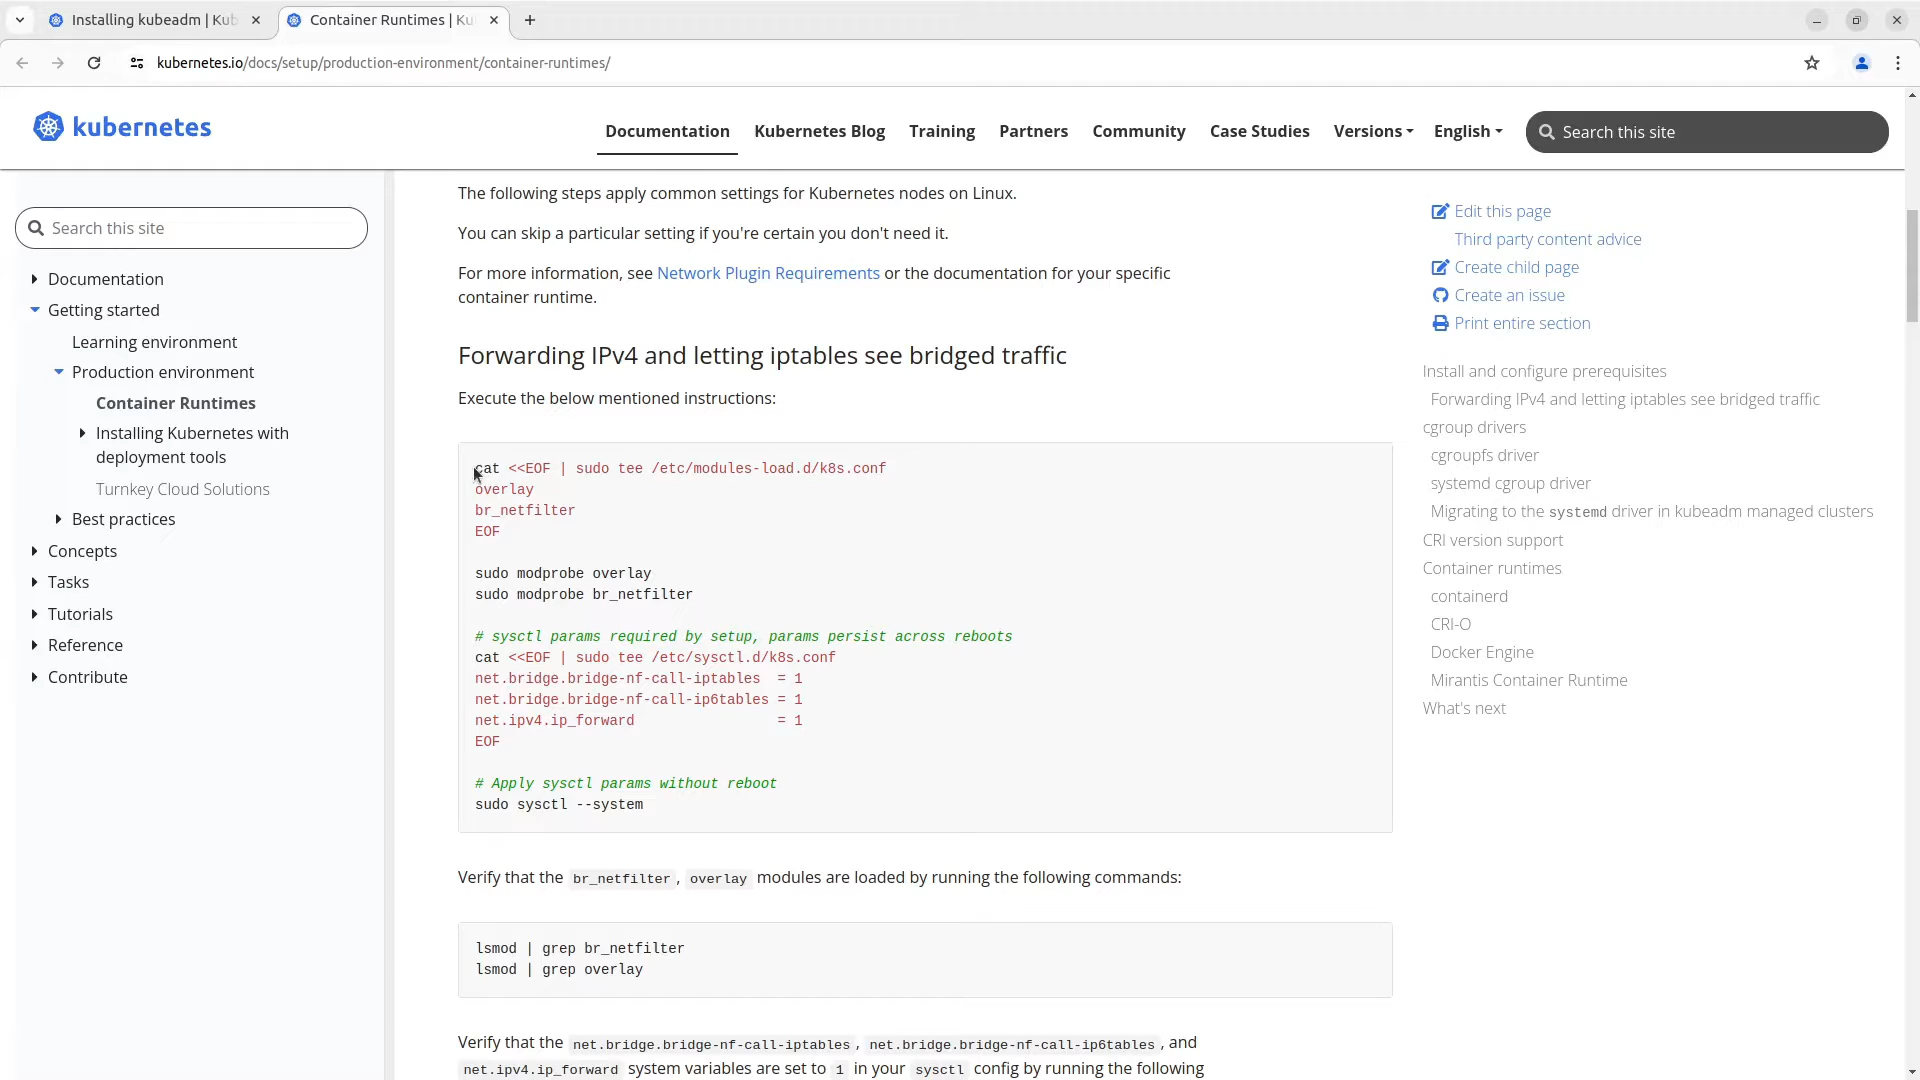 Installing kubeadm | Kub
Container Runtimes | Ku
kubernetes.io/docs/setup/production-environment/container-runtimes/
kubernetes
Documentation
Kubernetes Blog
Training
Partners
Community
Case Studies
Versions
English
Search this site
Search this site
Documentation
Getting started
Learning environment
Production environment
Container Runtimes
Installing Kubernetes with
deployment tools
Turnkey Cloud Solutions
Best practices
Concepts
Tasks
Tutorials
Reference
Contribute
The following steps apply common settings for Kubernetes nodes on Linux.
You can skip a particular setting if you're certain you don't need it.
For more information, see Network Plugin Requirements or the documentation for your specific
container runtime.
Forwarding IPv4 and letting iptables see bridged traffic
Execute the below mentioned instructions:
cat <<EOF | sudo tee /etc/modules-load.d/k8s.conf
overlay
br_netfilter
EOF
sudo modprobe overlay
sudo modprobe br_netfilter
# sysctl params required by setup, params persist across reboots
cat <<EOF | sudo tee /etc/sysctl.d/k8s.conf
net.bridge.bridge-nf-call-iptables  = 1
net.bridge.bridge-nf-call-ip6tables = 1
net.ipv4.ip_forward                 = 1
EOF
# Apply sysctl params without reboot
sudo sysctl --system
Verify that the br_netfilter, overlay modules are loaded by running the following commands:
lsmod | grep br_netfilter
lsmod | grep overlay
Verify that the net.bridge.bridge-nf-call-iptables, net.bridge.bridge-nf-call-ip6tables, and
net.ipv4.ip_forward system variables are set to 1 in your sysctl config by running the following
Edit this page
Third party content advice
Create child page
Create an issue
Print entire section
Install and configure prerequisites
Forwarding IPv4 and letting iptables see bridged traffic
cgroup drivers
cgroupfs driver
systemd cgroup driver
Migrating to the systemd driver in kubeadm managed clusters
CRI version support
Container runtimes
containerd
CRI-O
Docker Engine
Mirantis Container Runtime
What's next